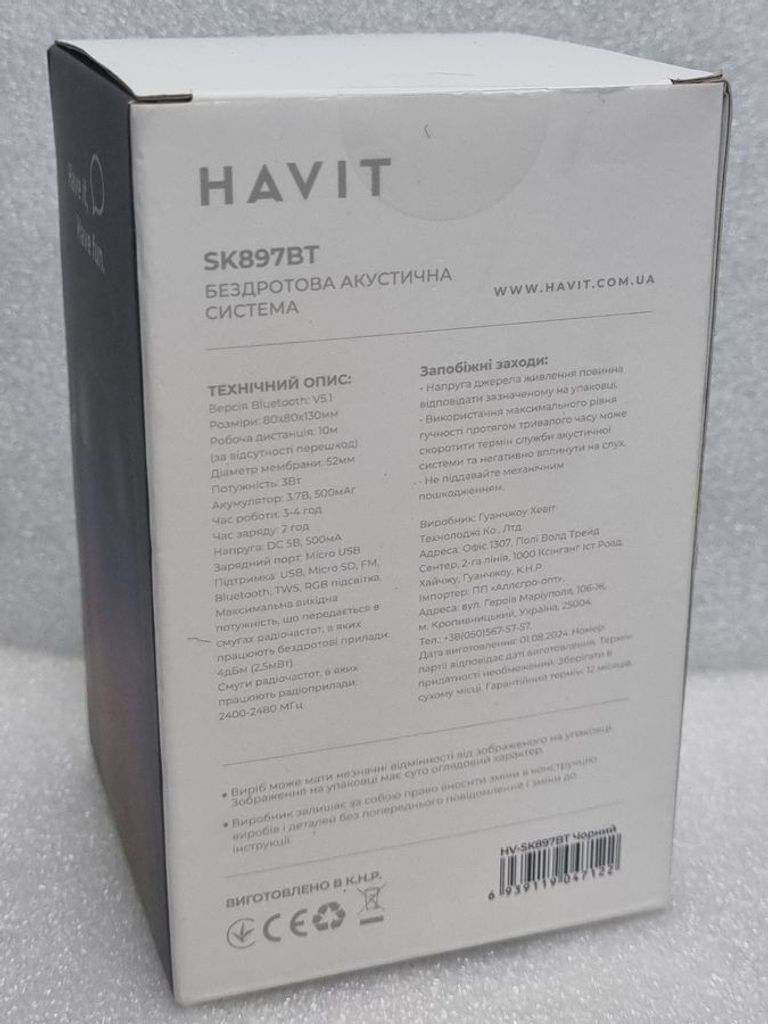 Have it,
Have fun.
HAVIT
SK897BT
БЕЗДРОТОВА АКУСТИЧНА
СИСТЕМА
WWW.HAVIT.COM.UA
ТЕХНІЧНИЙ ОПИС:
Версія Bluetooth: V5.1
Розміри: 80x80x130мм
Робоча дистанція: 10м
(за відсутності перешкод)
Діаметр мембрани: 52мм
Потужність: 3Вт
Акумулятор: 3.7В, 500мАг
Час роботи: 3-4 год
Час заряду: 2 год
Напруга: DC 5В, 500мА
Зарядний порт: Micro USB
Підтримка: USB, Micro SD, FM,
Bluetooth, TWS, RGB підсвітка.
Максимальна вихідна
потужність, що передається в
смугах радіочастот, в яких
працюють бездротові прилади:
4дБм (2,5мВт).
Смуги радіочастот, в яких
працюють радіоприлади:
2400-2480 МГц
Запобіжні заходи:
- Напруга джерела живлення повинна
відповідати зазначеному на упаковці.
- Використання максимального рівня
гучності протягом тривалого часу може
скоротити термін служби акустичної
системи та негативно вплинути на слух.
- Не піддавайте механічним
пошкодженням.
Виробник: Гуанчжоу Хевіт
Технолоджі Ко., Лтд.
Адреса: Офіс 1307, Полі Волд Трейд
Сентер, 2-га лінія, 1000 Ксінганг Іст Роад,
Хайчжу, Гуанчжоу, К.Н.Р.
Імпортер: ПП «Аллєгро-опт».
Адреса: вул. Героїв Маріуполя, 106-Ж,
м. Кропивницький, Україна, 25004.
Тел.: +38(050)567-57-57.
Дата виготовлення: 01.08.2024. Номер
партії відповідає даті виготовлення. Термін
придатності необмежений. Зберігати в
сухому місці. Гарантійний термін: 12 місяців.
• Виріб може мати незначні відмінності від зображеного на упаковці.
Зображення на упаковці має суто оглядовий характер.
• Виробник залишає за собою право вносити зміни в конструкцію
виробів і деталей без попереднього повідомлення і зміни до
інструкції.
ВИГОТОВЛЕНО В К.Н.Р.
CE
HV-SK897BT Чорний
6 939119 047122